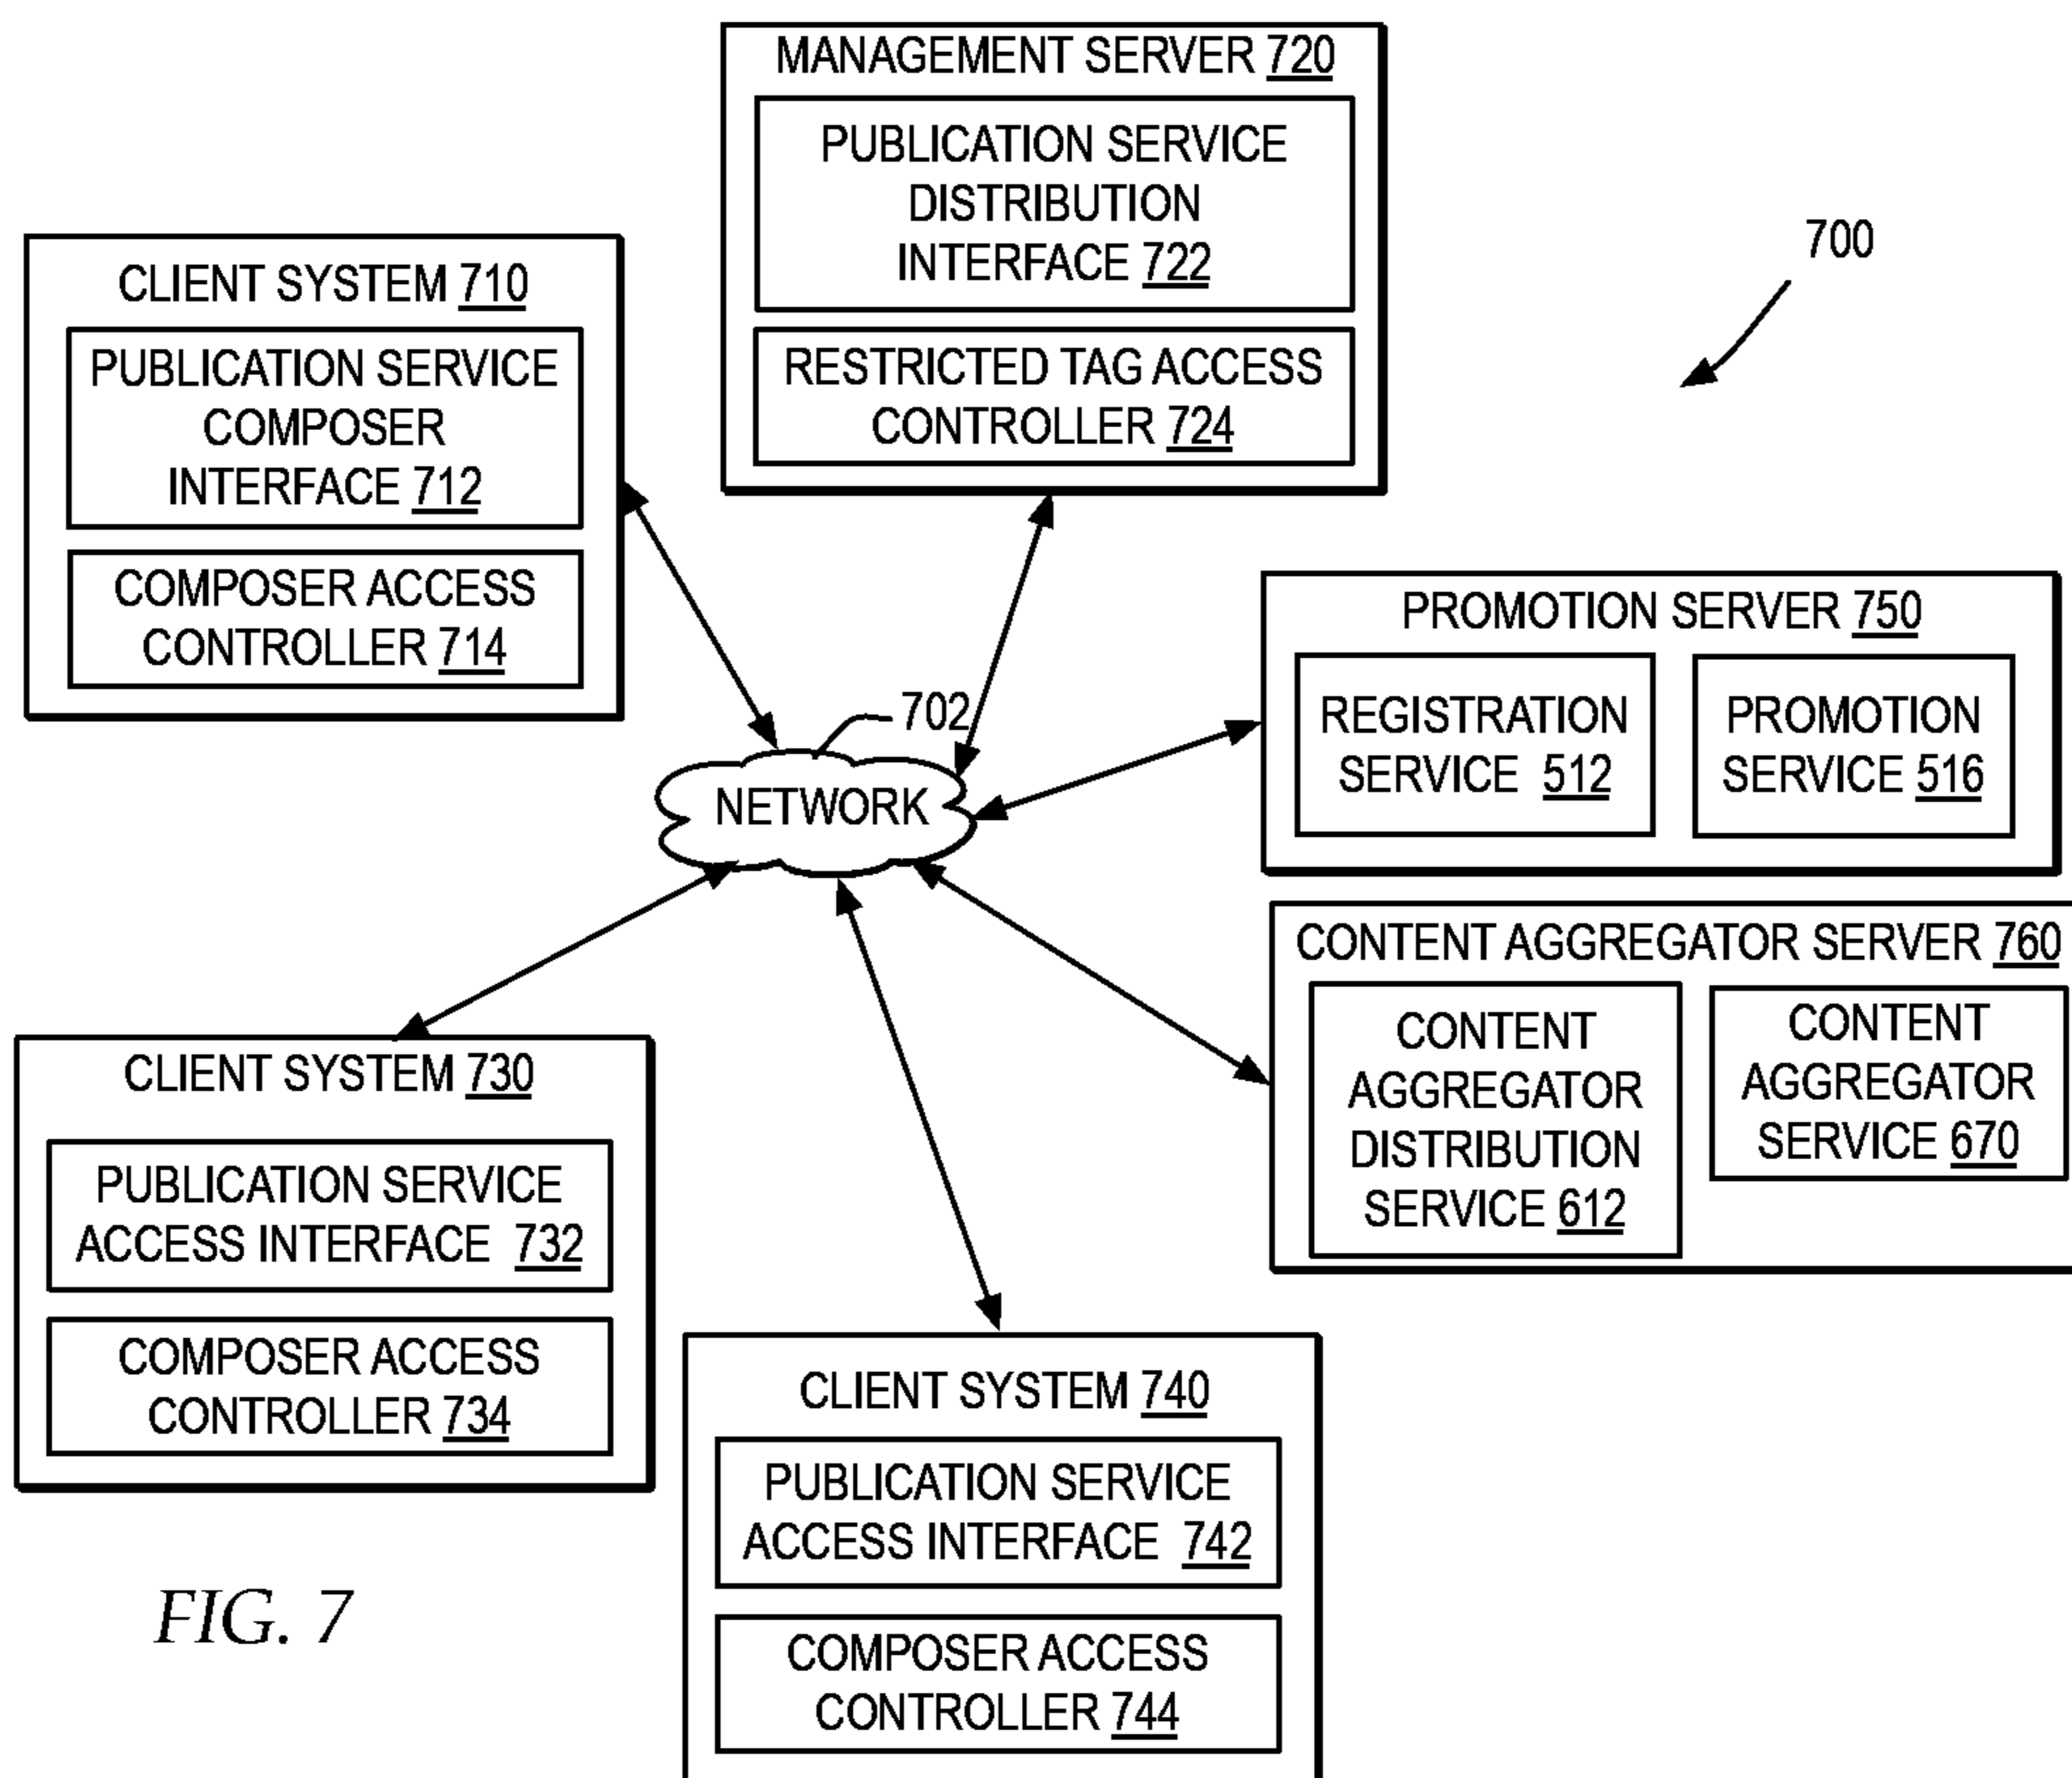 MANAGEMENT SERVER 720
PUBLICATION SERVICE
DISTRIBUTION
INTERFACE 722
RESTRICTED TAG ACCESS
CONTROLLER 724
700
CLIENT SYSTEM 710
PUBLICATION SERVICE
COMPOSER
INTERFACE 712
COMPOSER ACCESS
CONTROLLER 714
702
NETWORK
PROMOTION SERVER 750
REGISTRATION
SERVICE 512
PROMOTION
SERVICE 516
CONTENT AGGREGATOR SERVER 760
CONTENT
AGGREGATOR
DISTRIBUTION
SERVICE 612
CONTENT
AGGREGATOR
SERVICE 670
CLIENT SYSTEM 730
PUBLICATION SERVICE
ACCESS INTERFACE 732
COMPOSER ACCESS
CONTROLLER 734
CLIENT SYSTEM 740
PUBLICATION SERVICE
ACCESS INTERFACE 742
COMPOSER ACCESS
CONTROLLER 744
FIG. 7